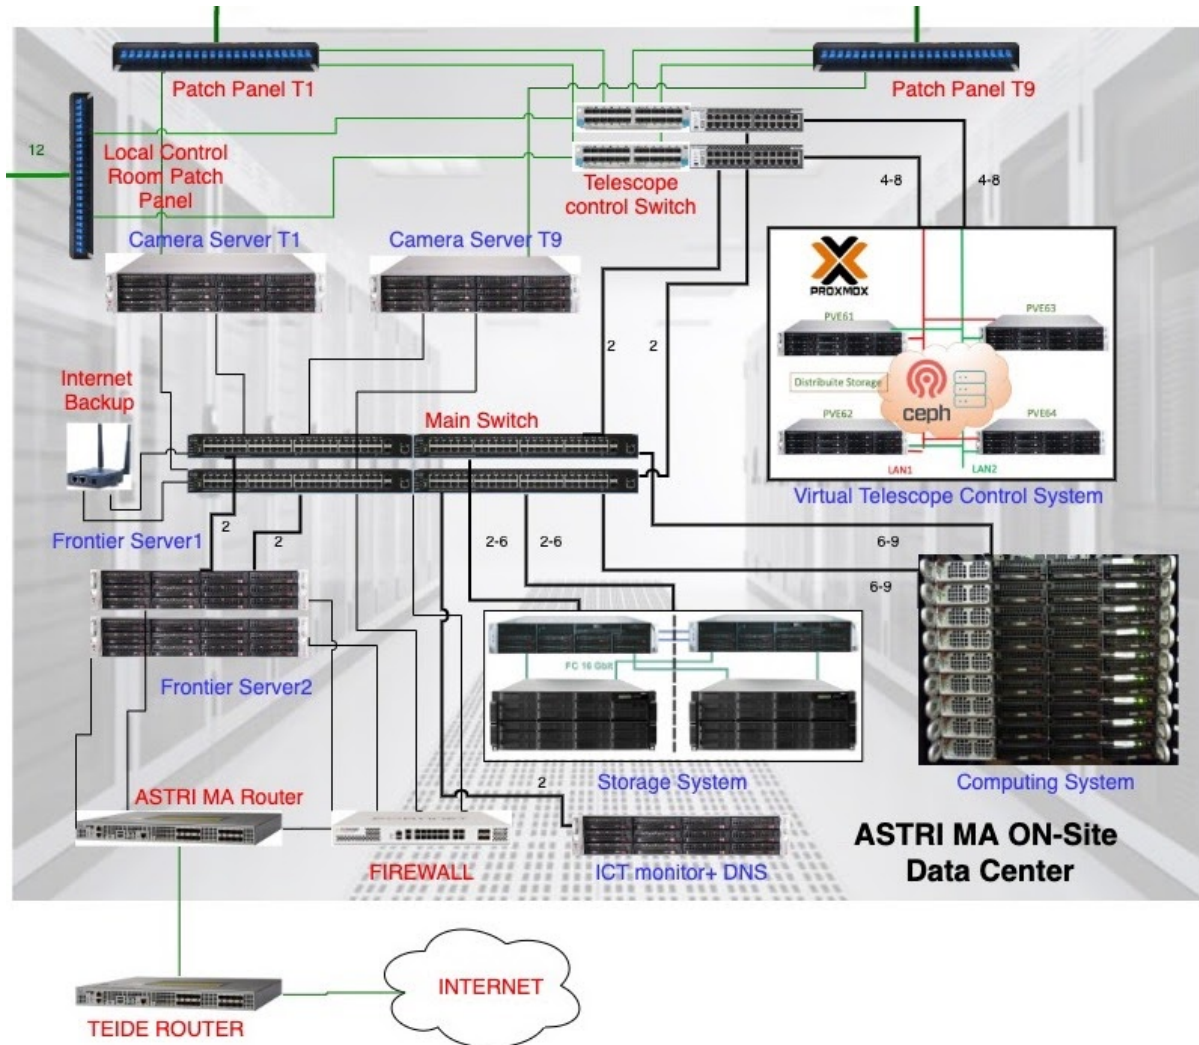 Patch Panel T1
Patch Panel T9
12
Local Control
Room Patch
Panel
Telescope
control Switch
4-8
4-8
Camera Server T1
Camera Server T9
PROXMOX
PVE61
PVE63
2
2
Internet
Backup
Distribuite Storage
ceph
Main Switch
PVE62
PVE64
LAN1
LAN2
Virtual Telescope Control System
Frontier Server1
2
2
2-6
2-6
6-9
6-9
FC 16 Gbit
Frontier Server2
2
Storage System
Computing System
ASTRI MA Router
FORTINET
FIREWALL
ICT monitor+ DNS
ASTRI MA ON-Site
Data Center
INTERNET
TEIDE ROUTER